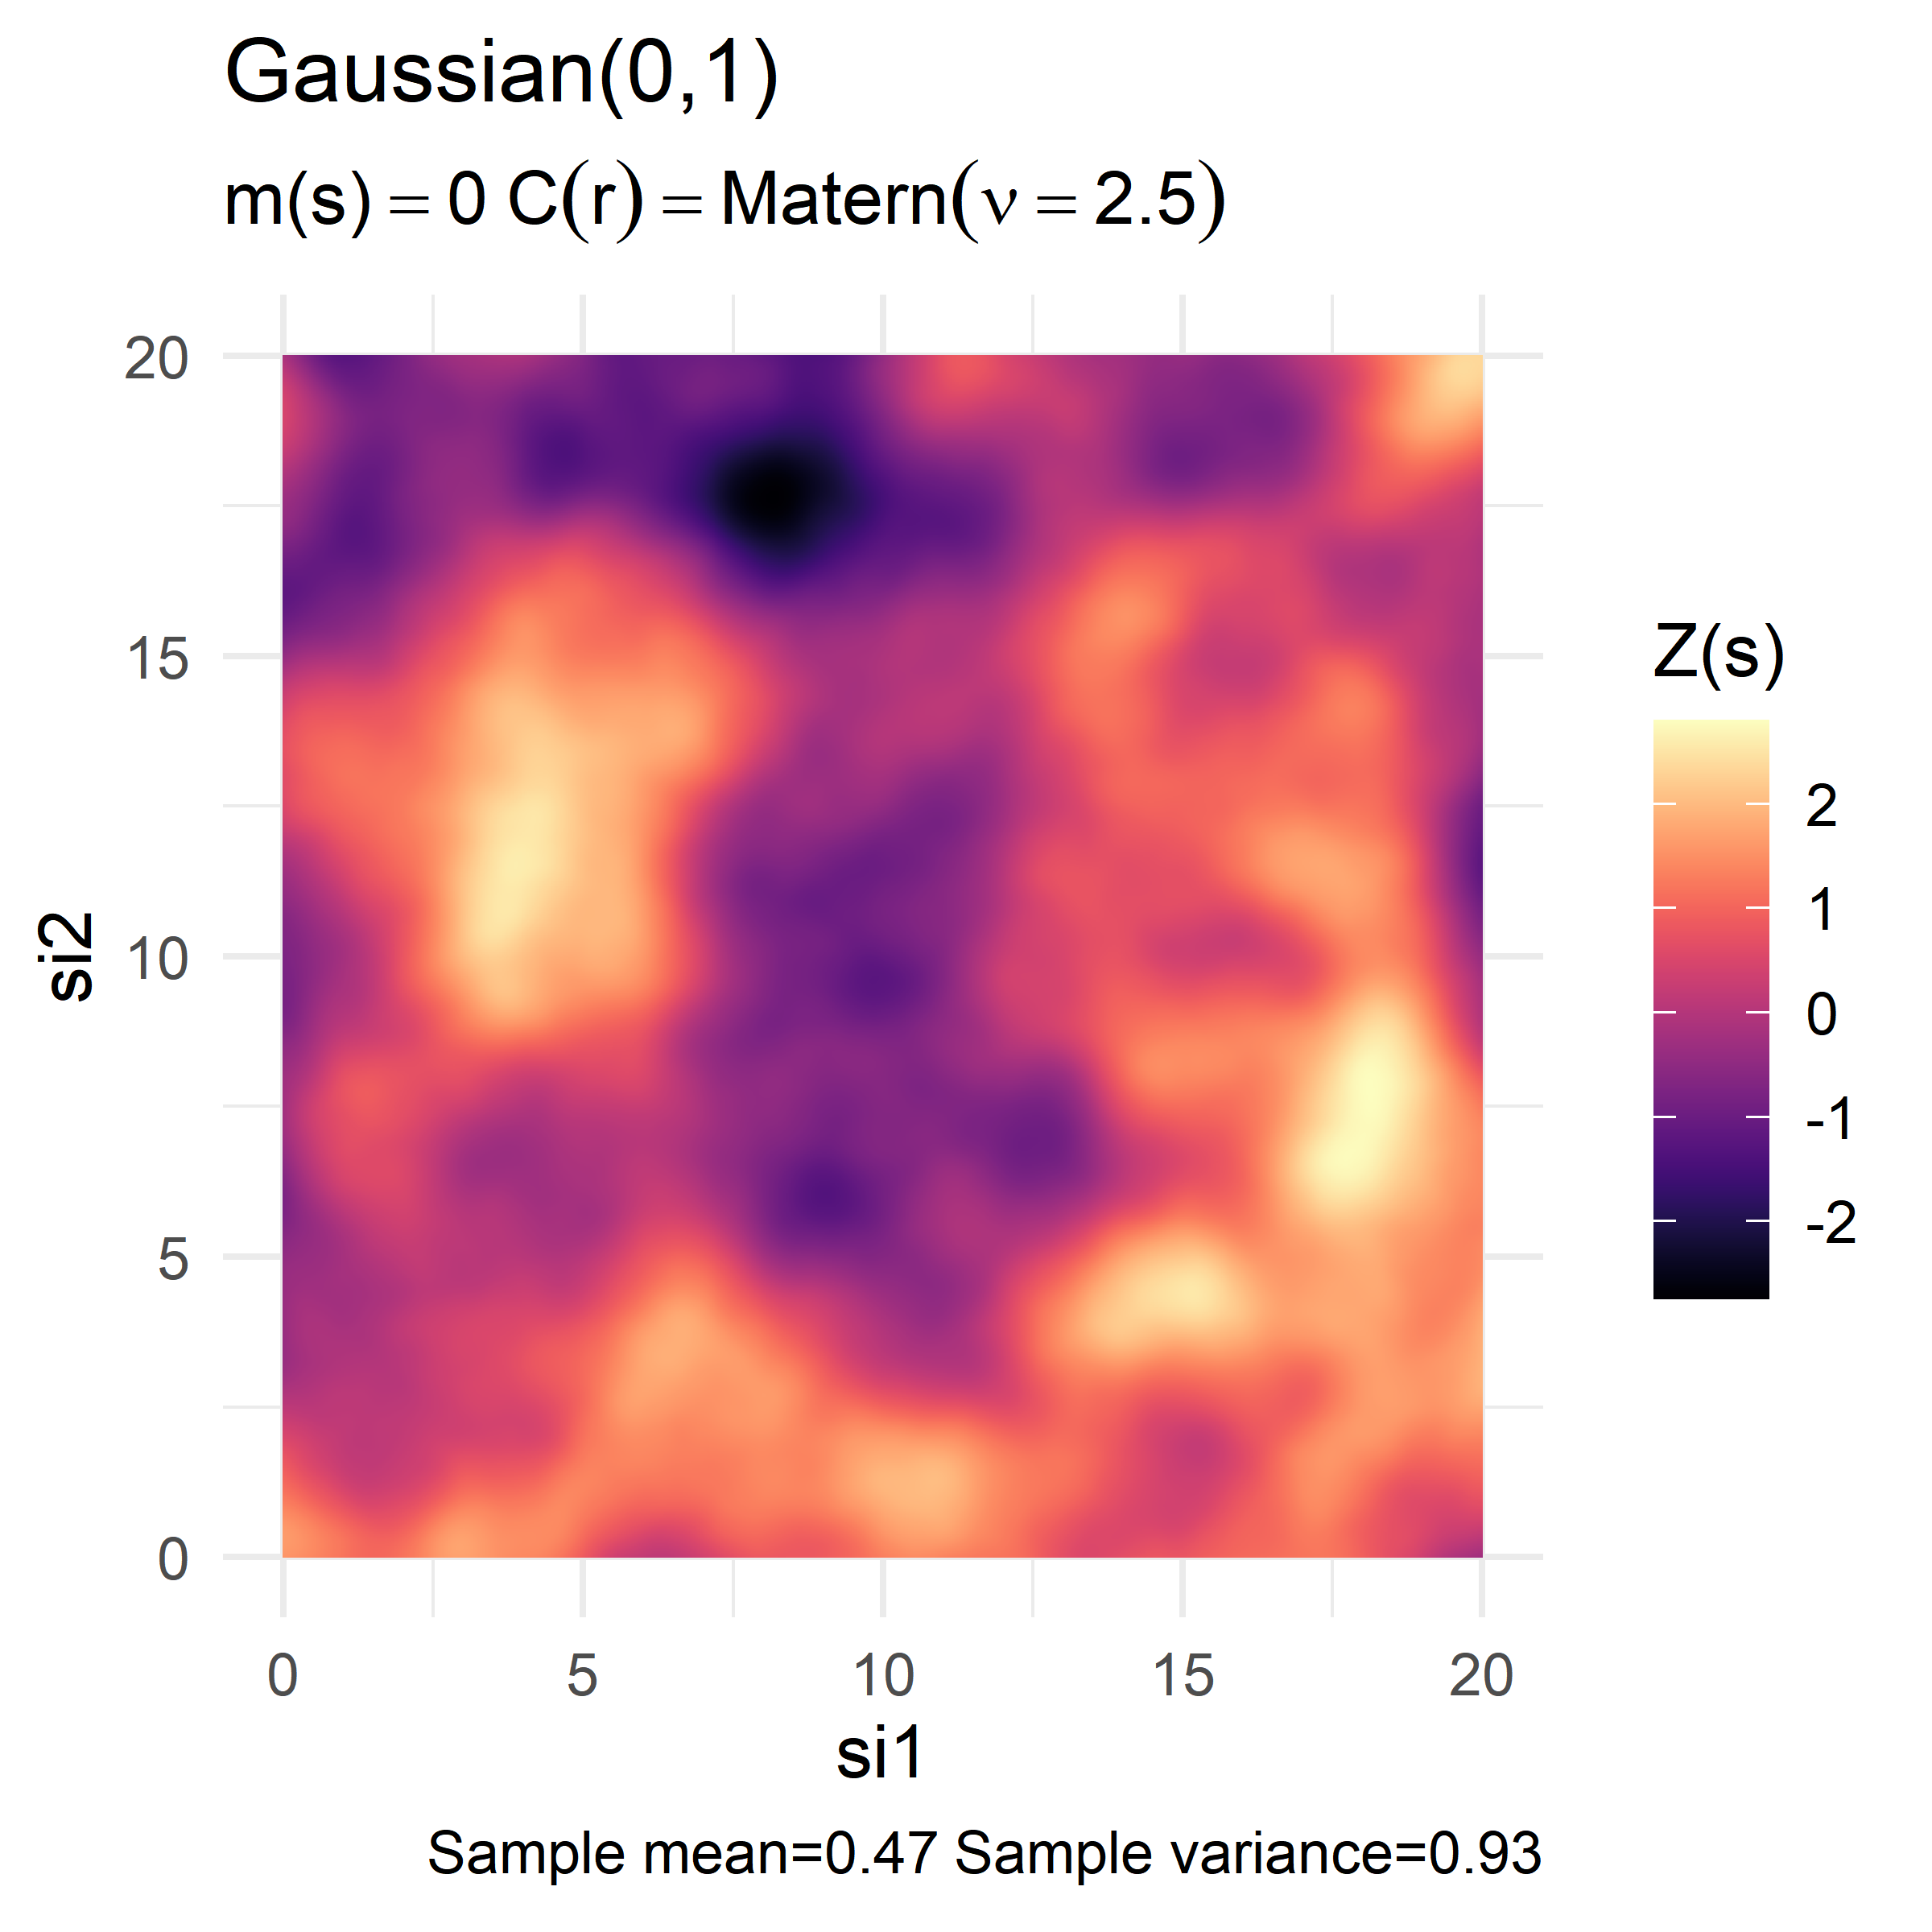 Gaussian(0,1)
m(s) = 0 C(r) = Matern(ν = 2.5)
20
15
10
5
0
si2
0 5 10 15 20
si1
Z(s)
2
1
0
-1
-2
Sample mean=0.47 Sample variance=0.93